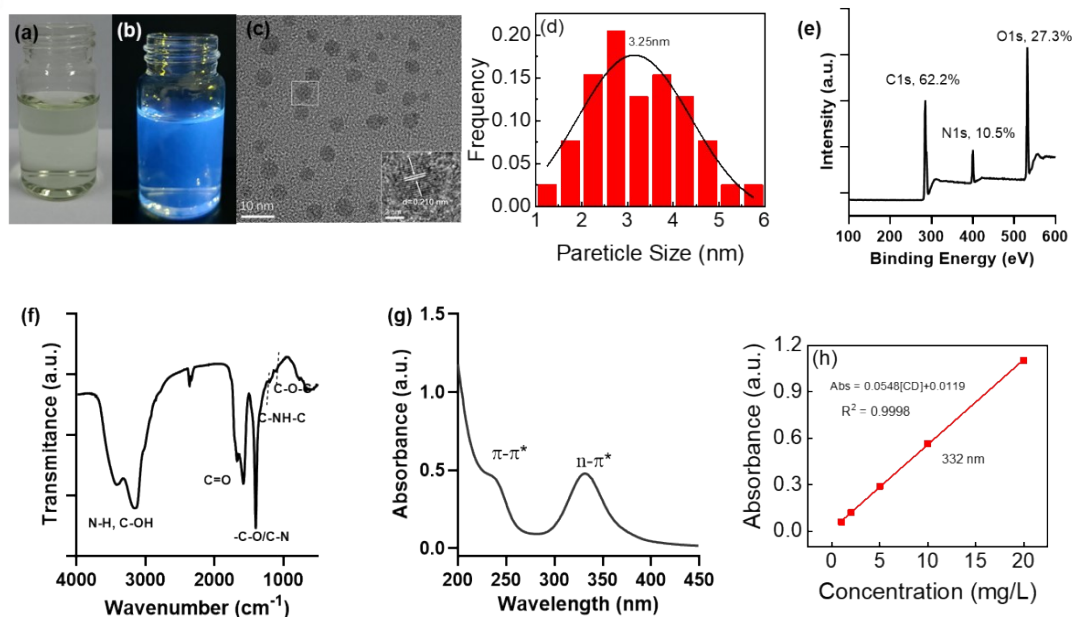 (a)
(b)
(c)
10 nm
d=0.210 nm
(d)
3.25nm
Frequency
0.20
0.15
0.10
0.05
0.00
1 2 3 4 5 6
Pareticle Size (nm)
(e)
O1s, 27.3%
C1s, 62.2%
N1s, 10.5%
Intensity (a.u.)
100 200 300 400 500 600
Binding Energy (eV)
(f)
Transmitance (a.u.)
C-O-C
C-NH-C
C=O
N-H, C-OH
-C-O/C-N
4000 3000 2000 1000
Wavenumber (cm⁻¹)
(g)
Absorbance (a.u.)
1.5
1.0
0.5
0.0
π-π*
n-π*
200 250 300 350 400 450
Wavelength (nm)
(h)
Absorbance (a.u.)
1.2
0.9
0.6
0.3
0.0
Abs = 0.0548[CD]+0.0119
R² = 0.9998
332 nm
0 5 10 15 20
Concentration (mg/L)